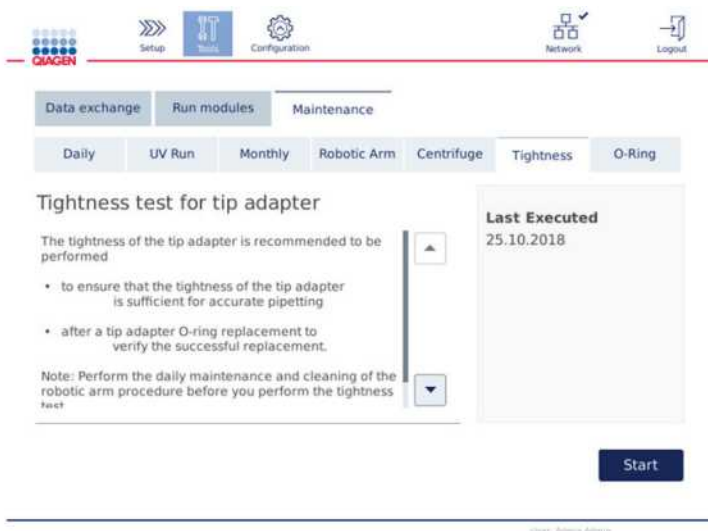 QIAGEN
Setup
Tools
Configuration
Network
Logout
Data exchange
Run modules
Maintenance
Daily
UV Run
Monthly
Robotic Arm
Centrifuge
Tightness
O-Ring
Tightness test for tip adapter
The tightness of the tip adapter is recommended to be
performed
• to ensure that the tightness of the tip adapter
is sufficient for accurate pipetting
• after a tip adapter O-ring replacement to
verify the successful replacement.
Note: Perform the daily maintenance and cleaning of the
robotic arm procedure before you perform the tightness
test
Last Executed
25.10.2018
Start